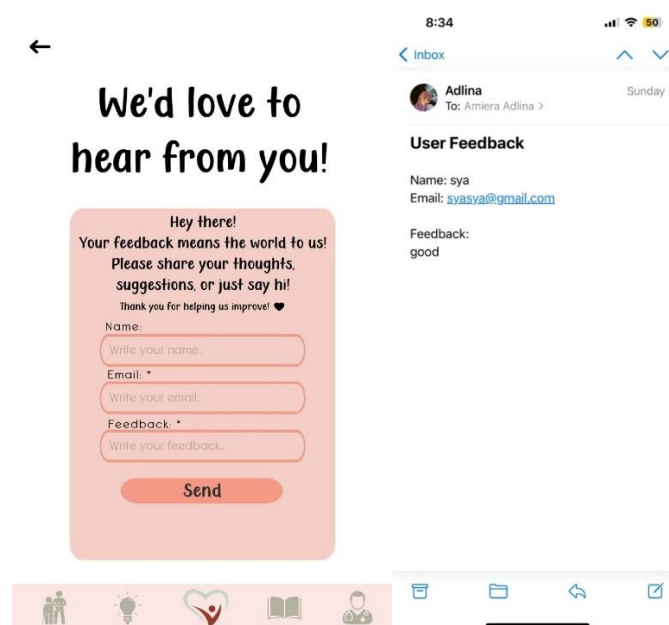 We'd love to
hear from you!
Hey there!
Your feedback means the world to us!
Please share your thoughts,
suggestions, or just say hi!
Thank you for helping us improve! ♥
Name:
Write your name..
Email: *
Write your email..
Feedback: *
Write your feedback..
Send
8:34
50
Inbox
Adlina
Sunday
To: Amiera Adlina >
User Feedback
Name: sya
Email: syasya@gmail.com
Feedback:
good